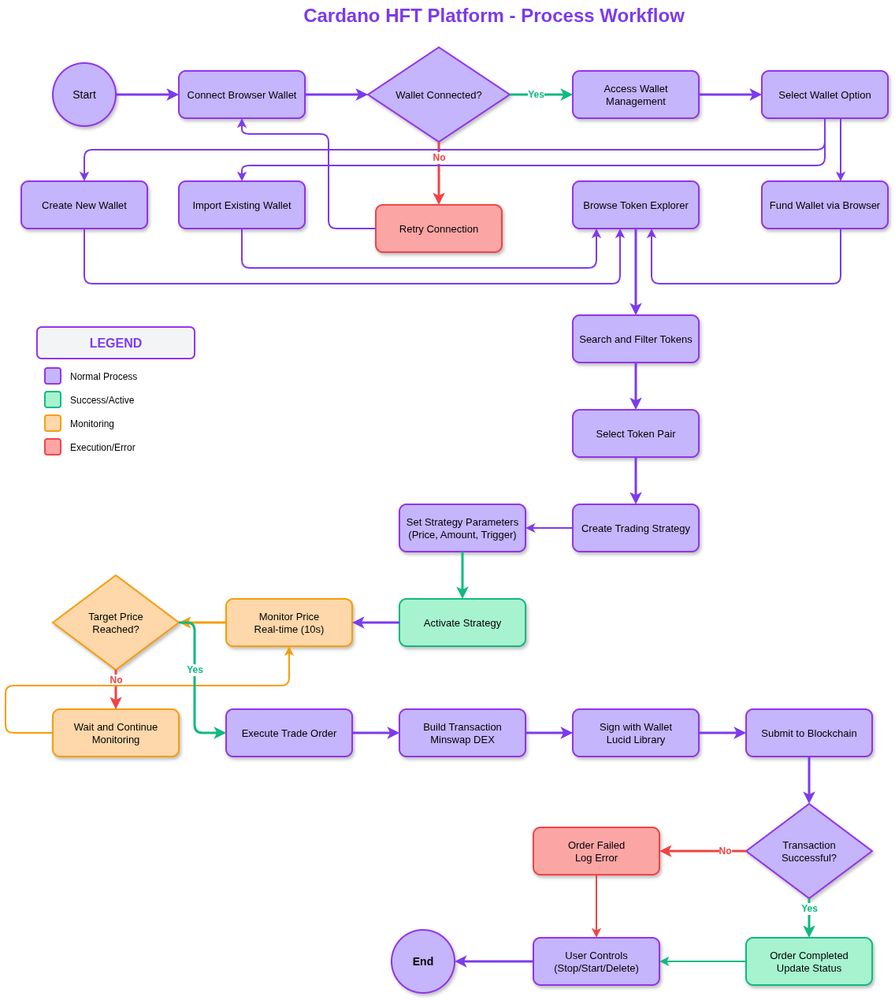 Cardano HFT Platform - Process Workflow
Start
Connect Browser Wallet
Wallet Connected?
Yes
Access Wallet
Management
Select Wallet Option
No
Create New Wallet
Import Existing Wallet
Retry Connection
Browse Token Explorer
Fund Wallet via Browser
Search and Filter Tokens
LEGEND
Normal Process
Success/Active
Monitoring
Execution/Error
Select Token Pair
Set Strategy Parameters
(Price, Amount, Trigger)
Create Trading Strategy
Target Price
Reached?
Monitor Price
Real-time (10s)
Activate Strategy
Yes
No
Wait and Continue
Monitoring
Execute Trade Order
Build Transaction
Minswap DEX
Sign with Wallet
Lucid Library
Submit to Blockchain
Order Failed
Log Error
No
Transaction
Successful?
Yes
End
User Controls
(Stop/Start/Delete)
Order Completed
Update Status